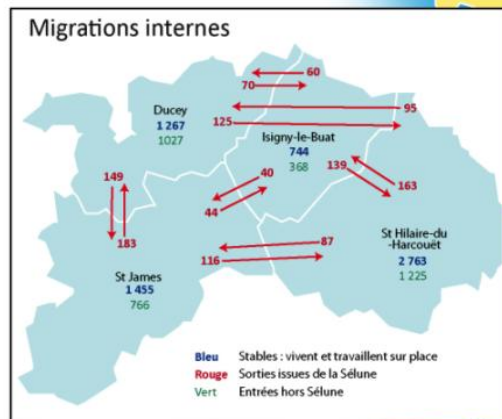 Migrations internes
60
70
Ducey
1 267
1027
95
125
Isigny-le-Buat
744
368
139
163
40
44
149
183
St Hilaire-du
-Harcouët
2 763
1 225
87
116
St James
1 455
766
Bleu Stables : vivent et travaillent sur place
Rouge Sorties issues de la Sélune
Vert Entrées hors Sélune